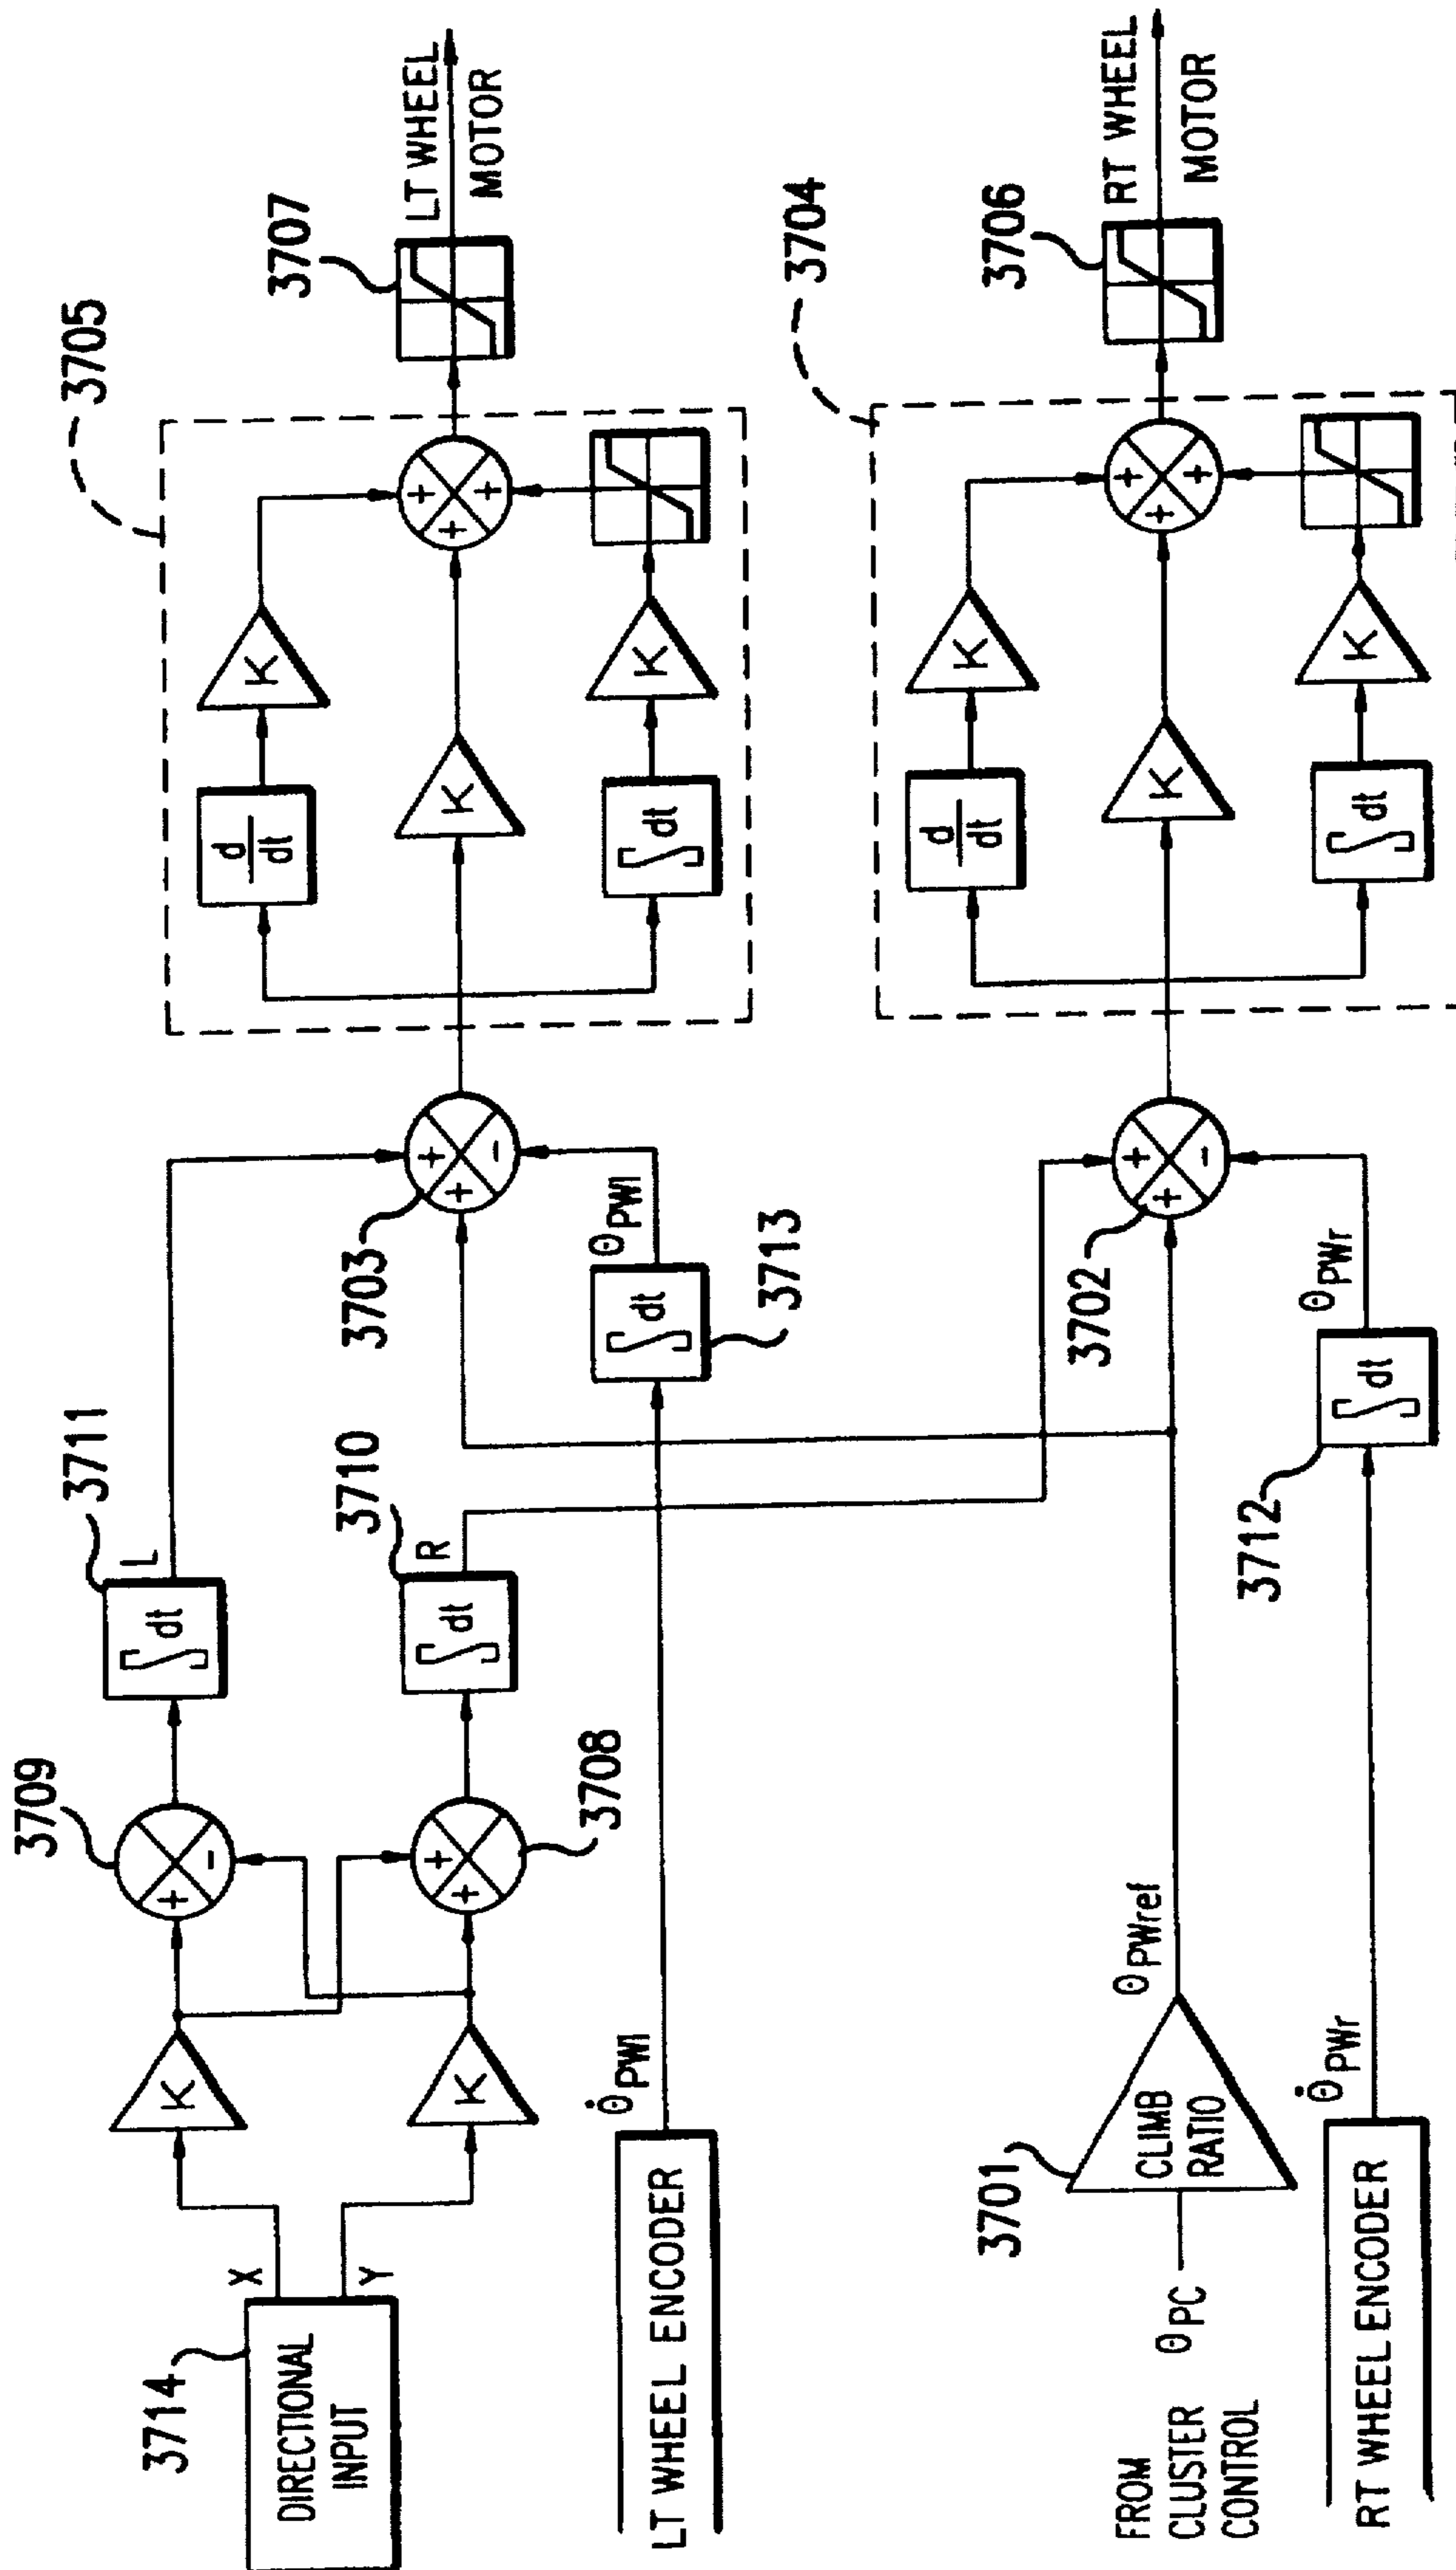 3714
DIRECTIONAL
INPUT
X
Y
K
K
3709
+
-
3708
+
+
3711
∫ dt
L
3710
∫ dt
R
LT WHEEL ENCODER
θ̇PWl
∫ dt
3713
θPWl
3703
+
+
-
3705
d
dt
K
K
∫ dt
K
+
+
+
3707
LT WHEEL
MOTOR
FROM
CLUSTER
CONTROL
θPC
3701
CLIMB
RATIO
θPWref
RT WHEEL ENCODER
θ̇PWr
3712
∫ dt
θPWr
3702
+
+
-
3704
d
dt
K
K
∫ dt
K
+
+
+
3706
RT WHEEL
MOTOR